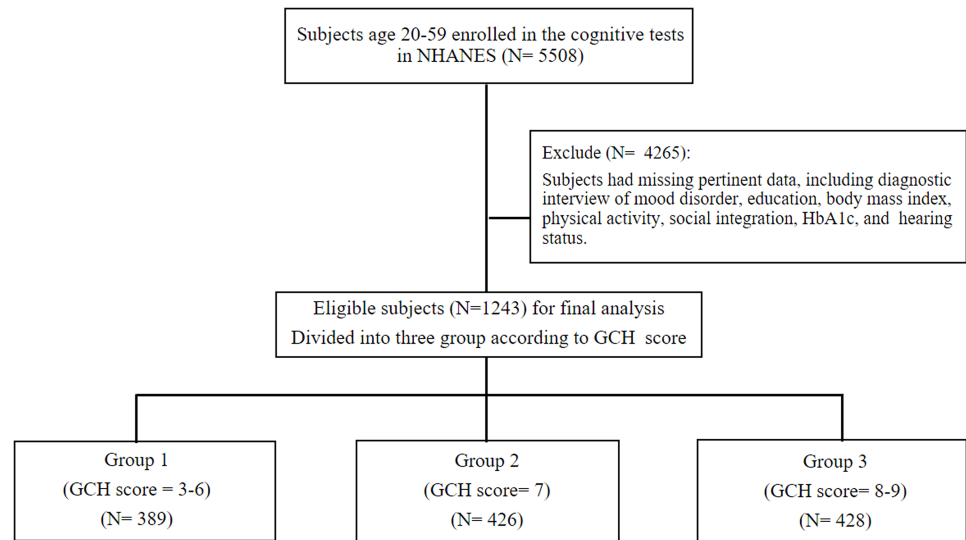 Subjects age 20-59 enrolled in the cognitive tests
in NHANES (N= 5508)
Exclude (N= 4265):
Subjects had missing pertinent data, including diagnostic
interview of mood disorder, education, body mass index,
physical activity, social integration, HbA1c, and hearing
status.
Eligible subjects (N=1243) for final analysis
Divided into three group according to GCH score
Group 1
(GCH score = 3-6)
(N= 389)
Group 2
(GCH score= 7)
(N= 426)
Group 3
(GCH score= 8-9)
(N= 428)